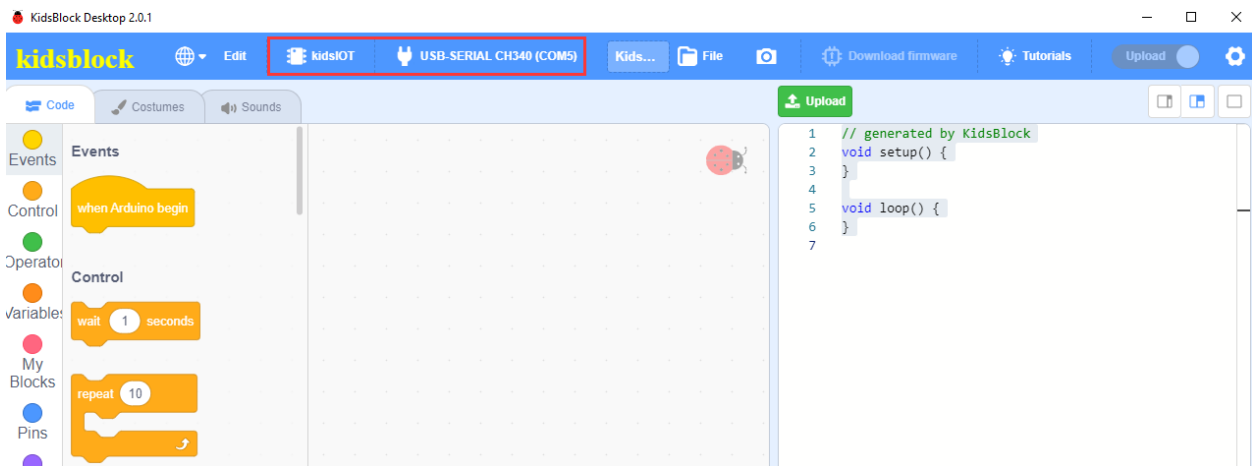 KidsBlock Desktop 2.0.1
kidsblock Edit kidsIOT USB-SERIAL CH340 (COM5) Kids... File Download firmware Tutorials Upload
Code Costumes Sounds
Upload
Events
Control
Operator
Variables
My
Blocks
Pins
Events
when Arduino begin
Control
wait 1 seconds
repeat 10
1 // generated by KidsBlock
2 void setup() {
3 }
4
5 void loop() {
6 }
7